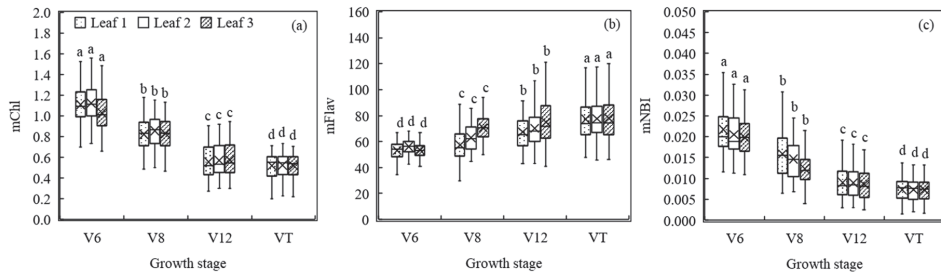 (a)
Leaf 1 Leaf 2 Leaf 3
mChl
2.0
1.8
1.6
1.4
1.2
1.0
0.8
0.6
0.4
0.2
0.0
a a a
b b b
c c c
d d d
V6 V8 V12 VT
Growth stage
(b)
mFlav
160
140
120
100
80
60
40
20
0
d d d
c c c
b b b
a a a
V6 V8 V12 VT
Growth stage
(c)
mNBI
0.050
0.045
0.040
0.035
0.030
0.025
0.020
0.015
0.010
0.005
0.000
a a a
b b b
c c c
d d d
V6 V8 V12 VT
Growth stage